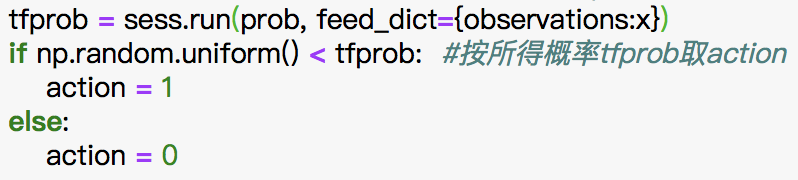 tfprob = sess.run(prob, feed_dict={observations:x})
if np.random.uniform() < tfprob:  #按所得概率tfprob取action
    action = 1
else:
    action = 0